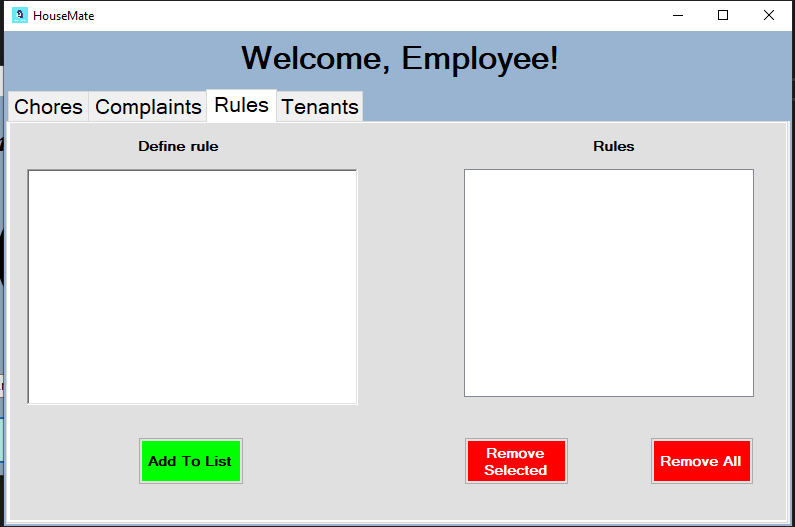 HouseMate
Welcome, Employee!
Chores Complaints Rules Tenants
Define rule
Rules
Add To List
Remove
Selected
Remove All